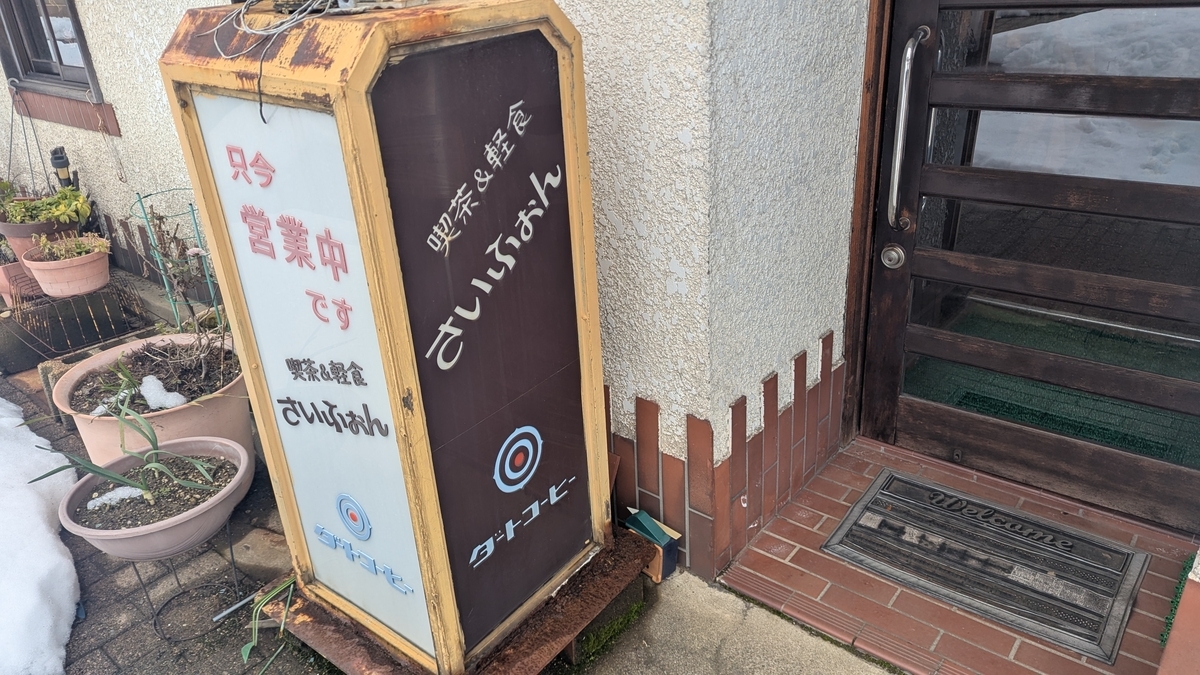 只今
営業中
です
喫茶&軽食
さいふぉん
ダートコーヒー
喫茶&軽食
さいふぉん
ダートコーヒー
Welcome